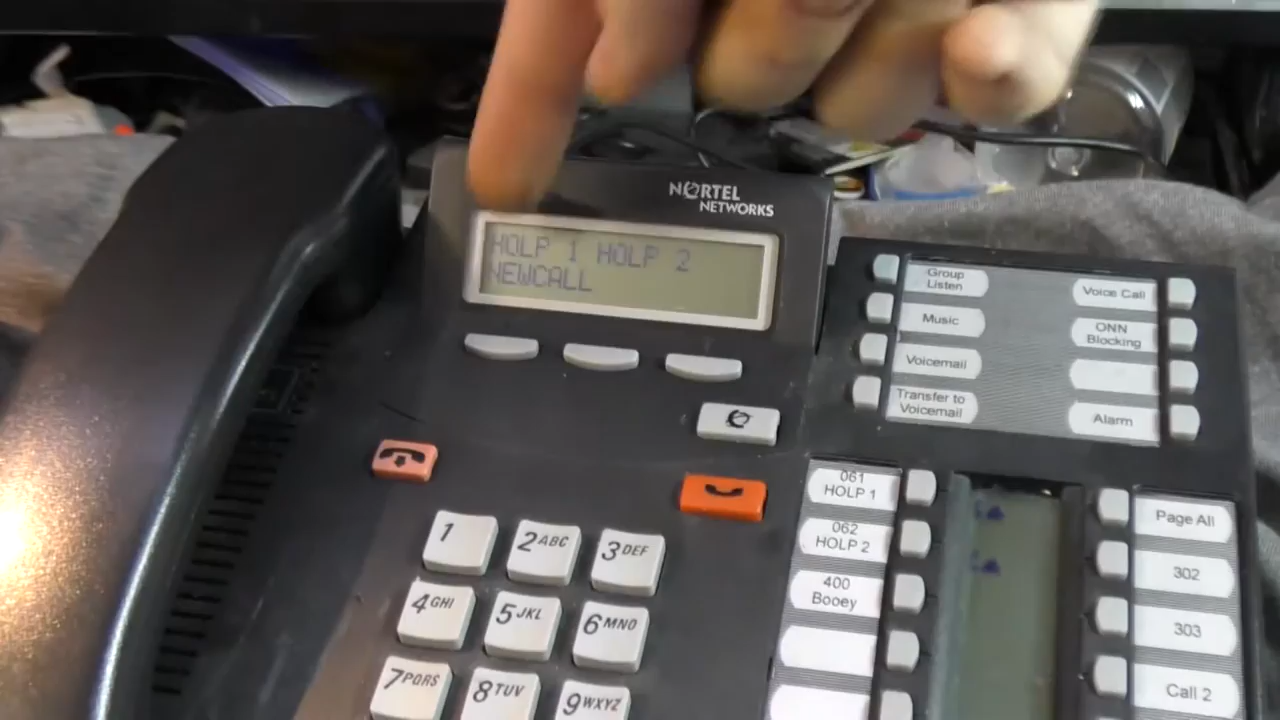 NORTEL
NETWORKS
HOLP 1 HOLP 2
NEWCALL
Group
Listen
Voice Call
Music
ONN
Blocking
Voicemail
Transfer to
Voicemail
Alarm
061
HOLP 1
Page All
062
HOLP 2
302
400
Booey
303
Call 2
1
2ABC
3DEF
4GHI
5JKL
6MNO
7PQRS
8TUV
9WXYZ